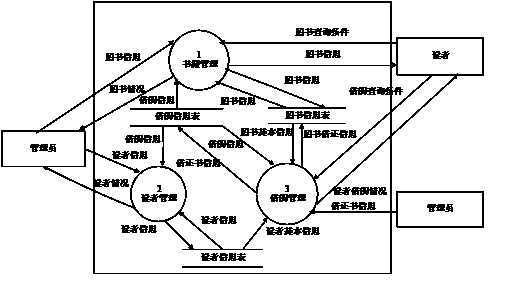 图书查询条件
图书信息
1
书籍管理
读者
图书信息
图书情况
图书信息
借阅查询条件
借阅信息
图书信息
借阅信息表
图书信息表
管理员
借阅信息
借阅信息
图书基本信息
图书借还信息
读者信息
借还书信息
读者情况
2
读者管理
3
借阅管理
读者借阅情况
借还书信息
管理员
读者信息
读者信息
读者基本信息
读者信息表